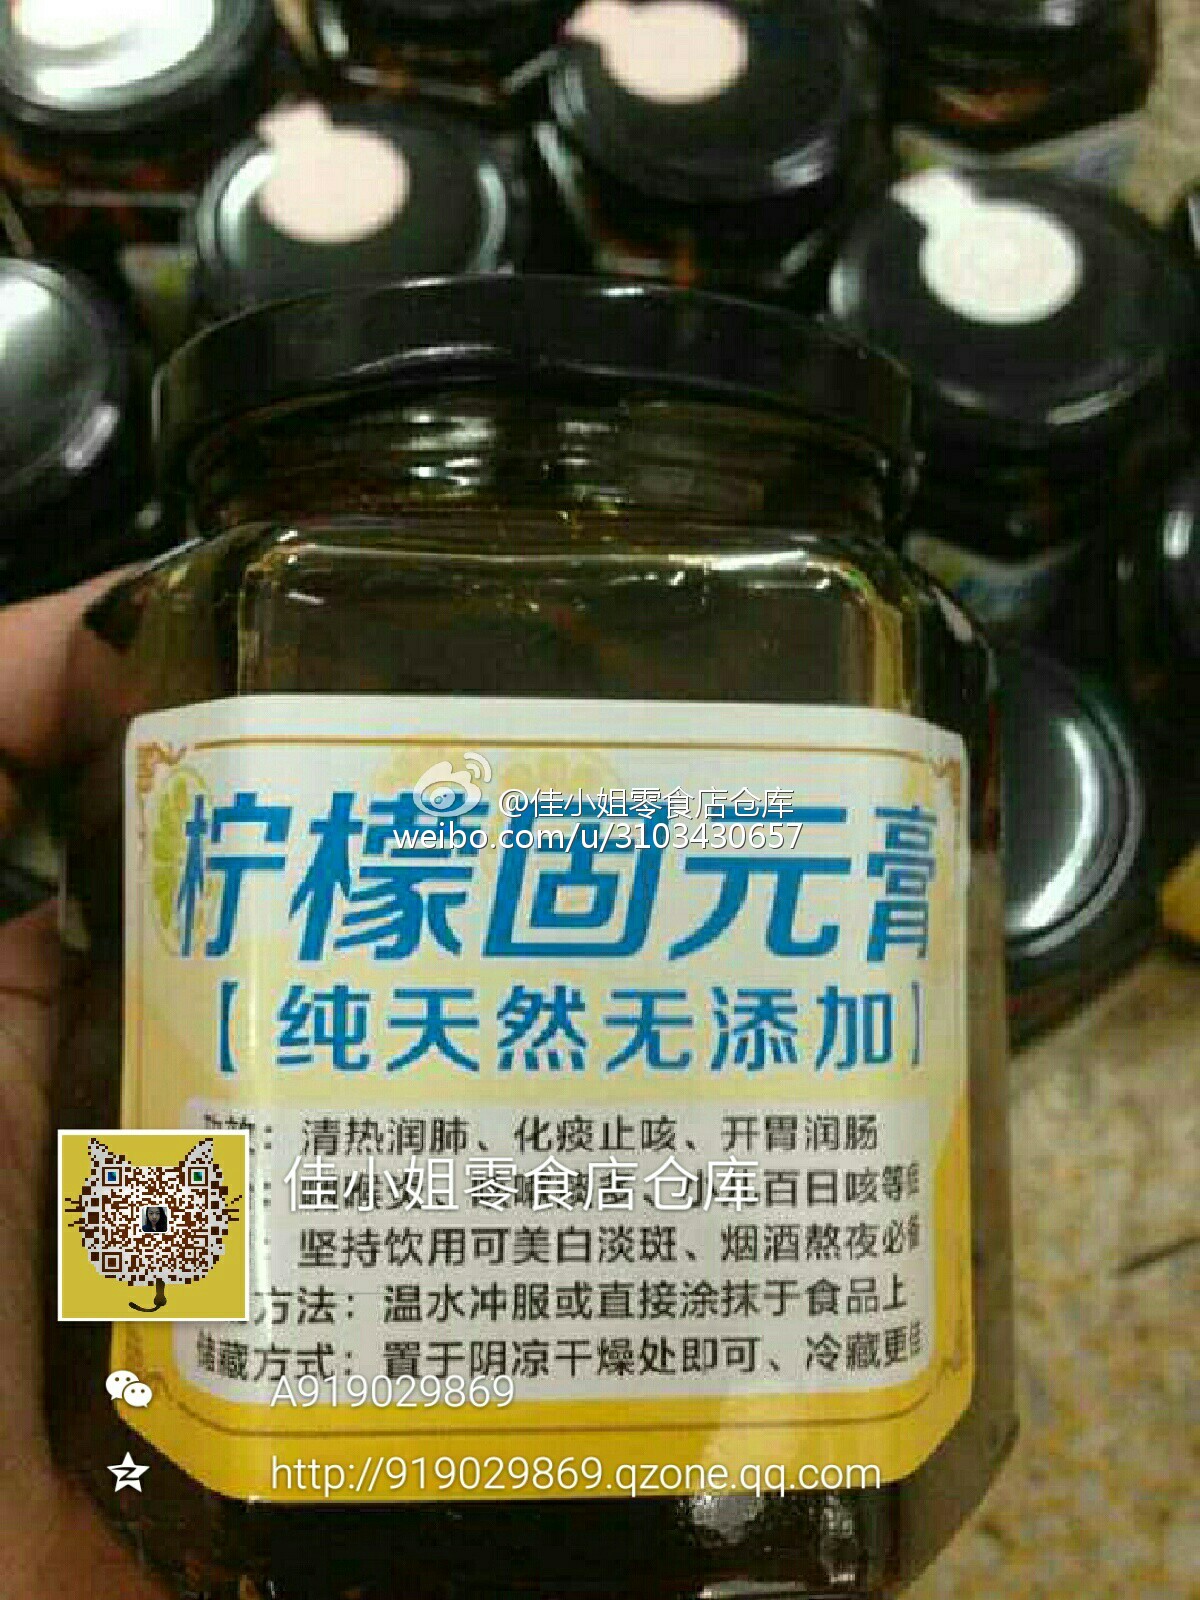 @佳小姐零食店仓库
weibo.com/u/3103430657
柠檬固元膏
【纯天然无添加】
清热润肺、化痰止咳、开胃润肠
佳小姐零食店仓库
百日咳等
坚持饮用可美白淡斑、烟酒熬夜必备
方法：温水冲服或直接涂抹于食品上
储藏方式：置于阴凉干燥处即可、冷藏更佳
A919029869
http://919029869.qzone.qq.com